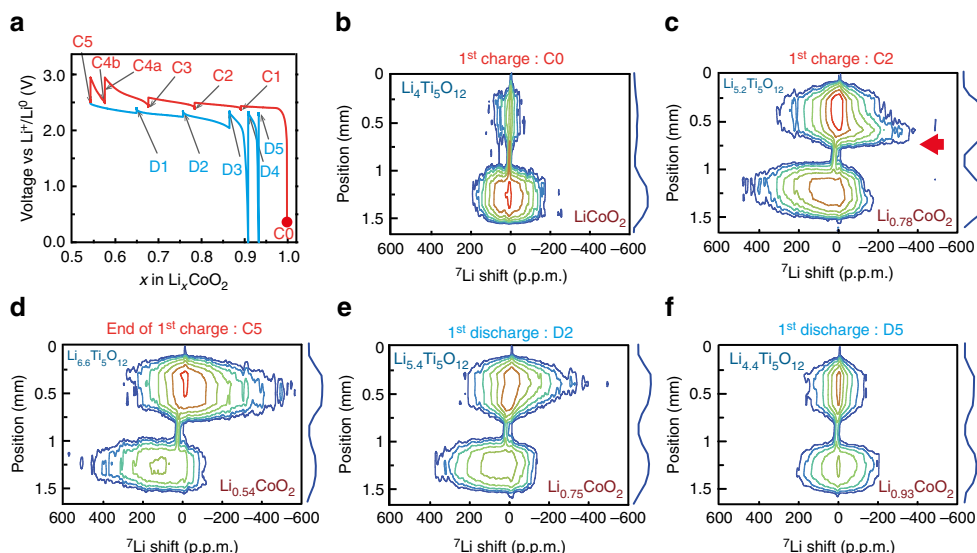 a
C5
C4b
C4a
C3
C2
C1
3.0
2.4
1.8
1.2
0.6
0.0
D1
D2
D3
D4
D5
C0
0.5 0.6 0.7 0.8 0.9 1.0
x in LiₓCoO₂
Voltage vs Li⁺/Li⁰ (V)
b
1ˢᵗ charge : C0
Li₄Ti₅O₁₂
LiCoO₂
0
0.5
1
1.5
Position (mm)
600 400 200 0 −200 −400 −600
⁷Li shift (p.p.m.)
c
1ˢᵗ charge : C2
Li₅.₂Ti₅O₁₂
Li₀.₇₈CoO₂
0
0.5
1
1.5
Position (mm)
600 400 200 0 −200 −400 −600
⁷Li shift (p.p.m.)
d
End of 1ˢᵗ charge : C5
Li₆.₆Ti₅O₁₂
Li₀.₅₄CoO₂
0
0.5
1
1.5
Position (mm)
600 400 200 0 −200 −400 −600
⁷Li shift (p.p.m.)
e
1ˢᵗ discharge : D2
Li₅.₄Ti₅O₁₂
Li₀.₇₅CoO₂
0
0.5
1
1.5
Position (mm)
600 400 200 0 −200 −400 −600
⁷Li shift (p.p.m.)
f
1ˢᵗ discharge : D5
Li₄.₄Ti₅O₁₂
Li₀.₉₃CoO₂
0
0.5
1
1.5
Position (mm)
600 400 200 0 −200 −400 −600
⁷Li shift (p.p.m.)